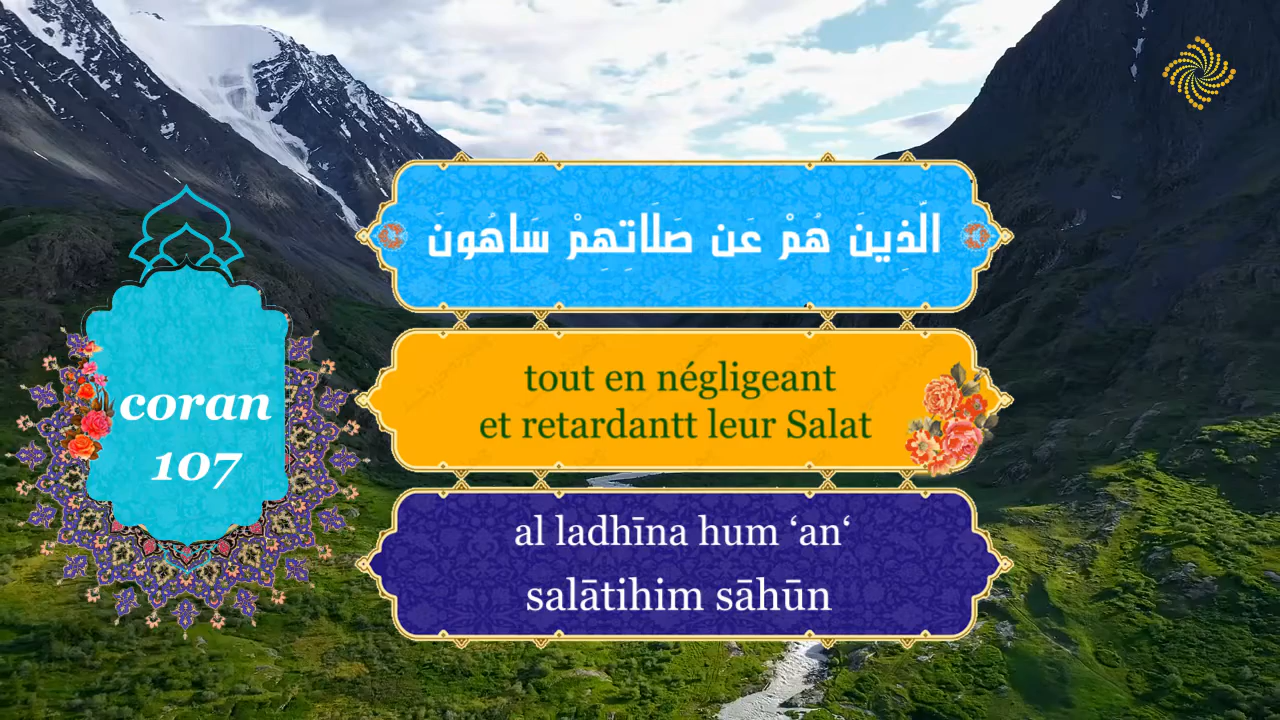 coran
107
الَّذِينَ هُمْ عَن صَلَاتِهِمْ سَاهُونَ
tout en négligeant
et retardantt leur Salat
al ladhīna hum ‘an‘
salātihim sāhūn